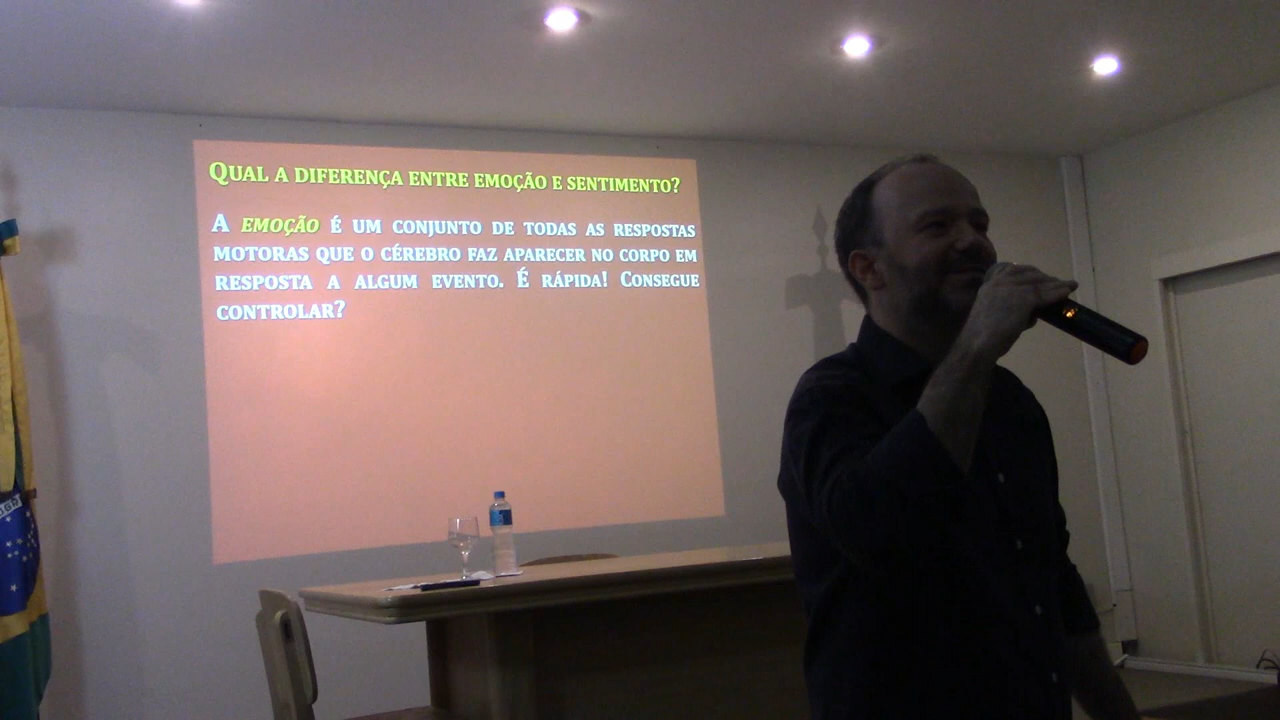 QUAL A DIFERENÇA ENTRE EMOÇÃO E SENTIMENTO?
A EMOÇÃO É UM CONJUNTO DE TODAS AS RESPOSTAS
MOTORAS QUE O CÉREBRO FAZ APARECER NO CORPO EM
RESPOSTA A ALGUM EVENTO. É RÁPIDA! CONSEGUE
CONTROLAR?